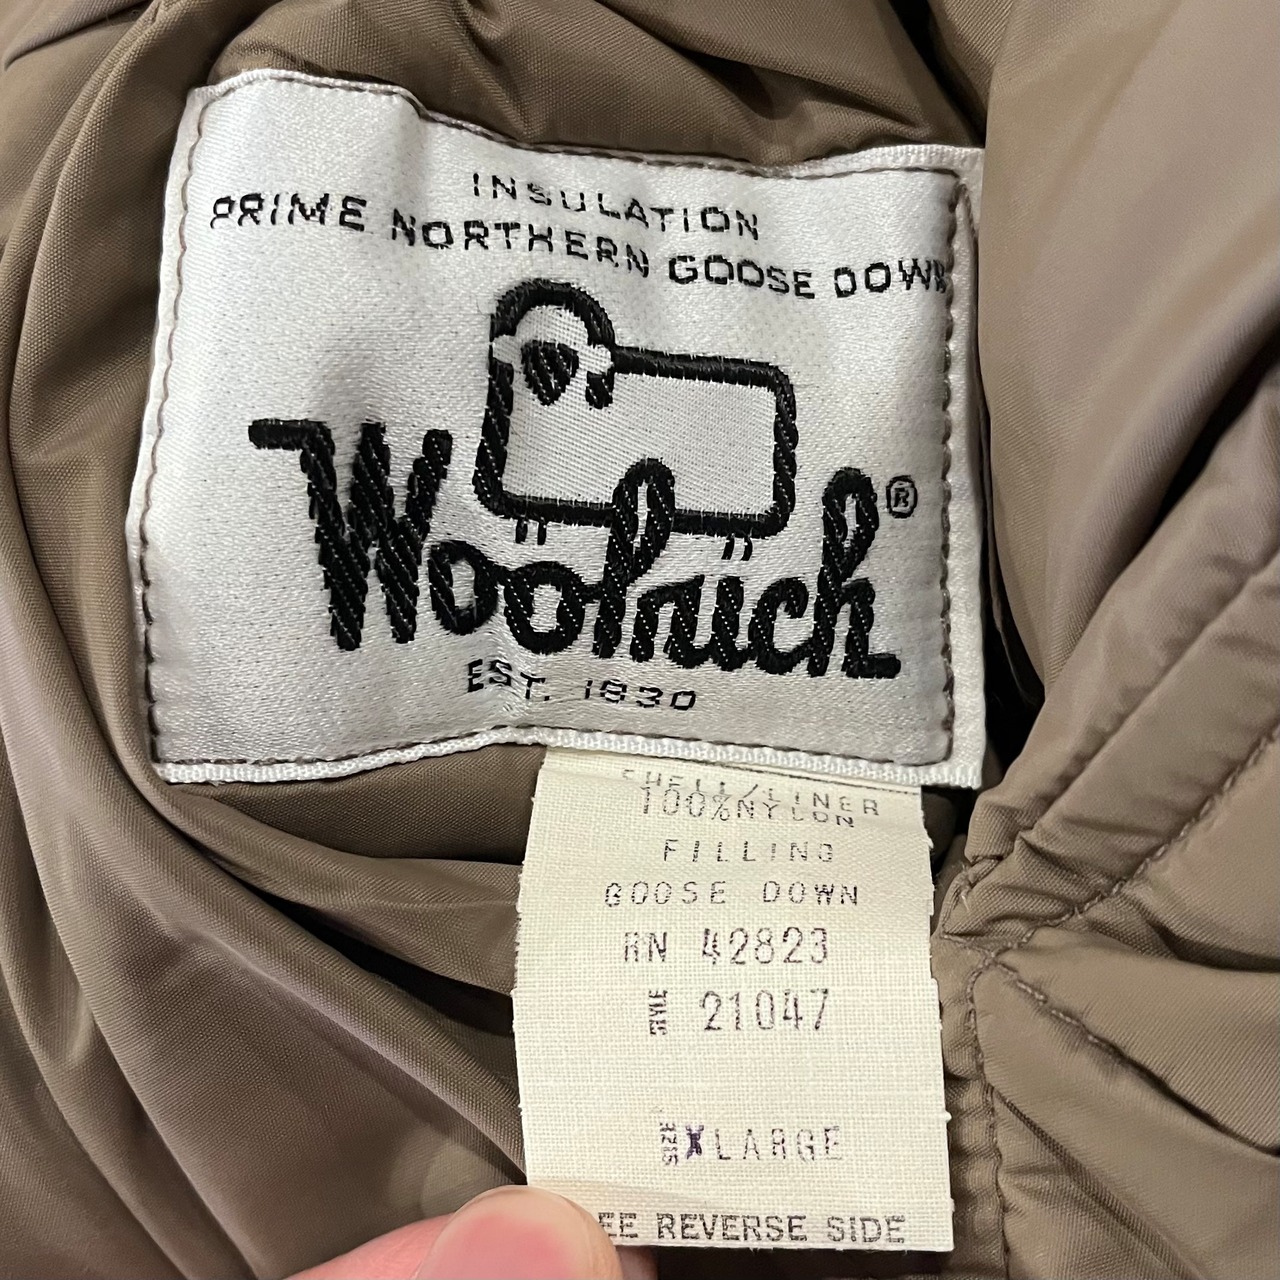 INSULATION
PRIME NORTHERN GOOSE DOWN
Woolrich®
EST. 1830
SHELL/LINER
100% NYLON
FILLING
GOOSE DOWN
RN 42823
STYLE 21047
SIZE XLARGE
EE REVERSE SIDE